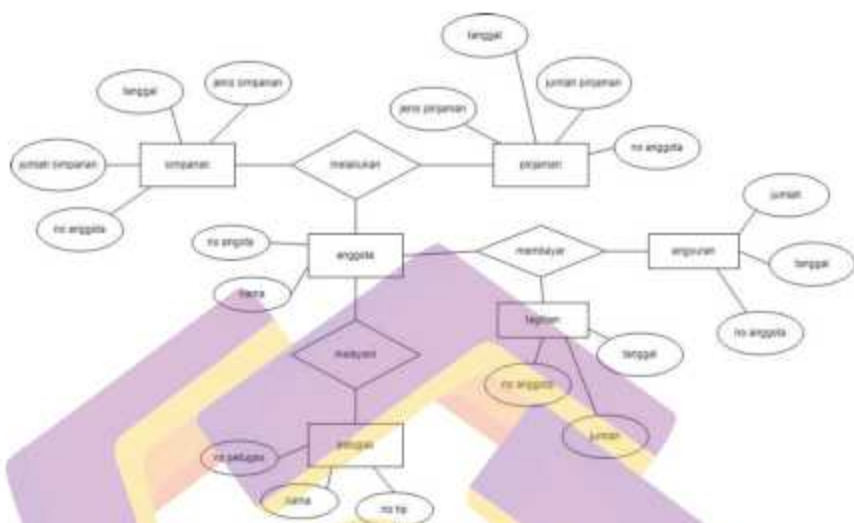 tanggal
tanggal
jenis simpanan
jumlah pinjaman
jenis pinjaman
simpanan
melakukan
pinjaman
no anggota
jumlah simpanan
jumlah
no anggota
no angota
anggota
membayar
angsuran
tanggal
nama
tagihan
no anggota
melayani
tanggal
no anggota
jumlah
petugas
no petugas
nama
no hp